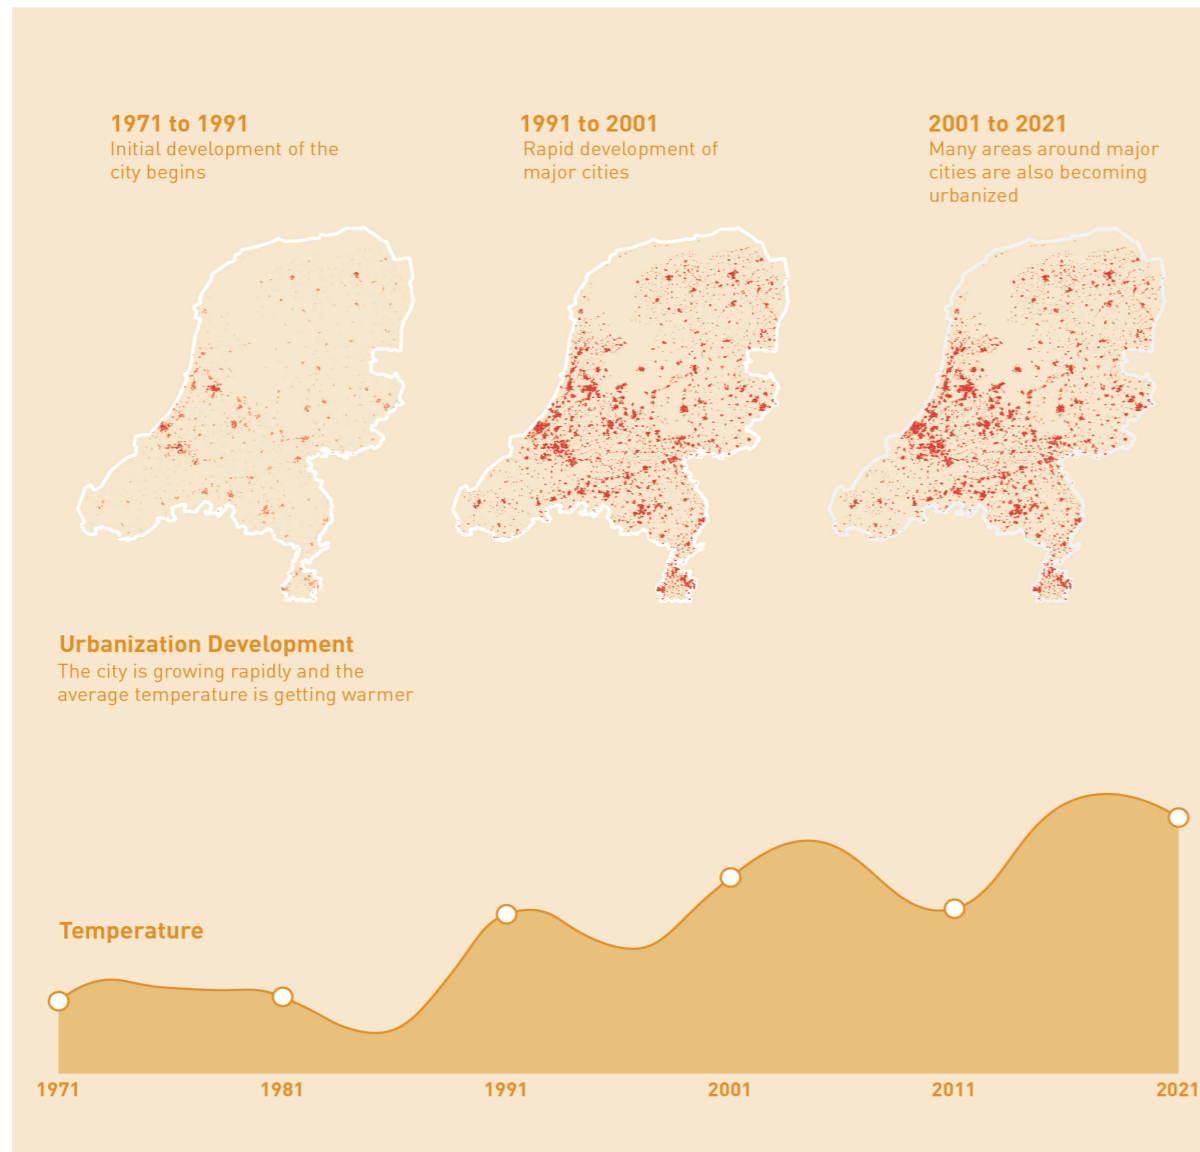 1971 to 1991
Initial development of the
city begins
1991 to 2001
Rapid development of
major cities
2001 to 2021
Many areas around major
cities are also becoming
urbanized
Urbanization Development
The city is growing rapidly and the
average temperature is getting warmer
Temperature
1971
1981
1991
2001
2011
2021